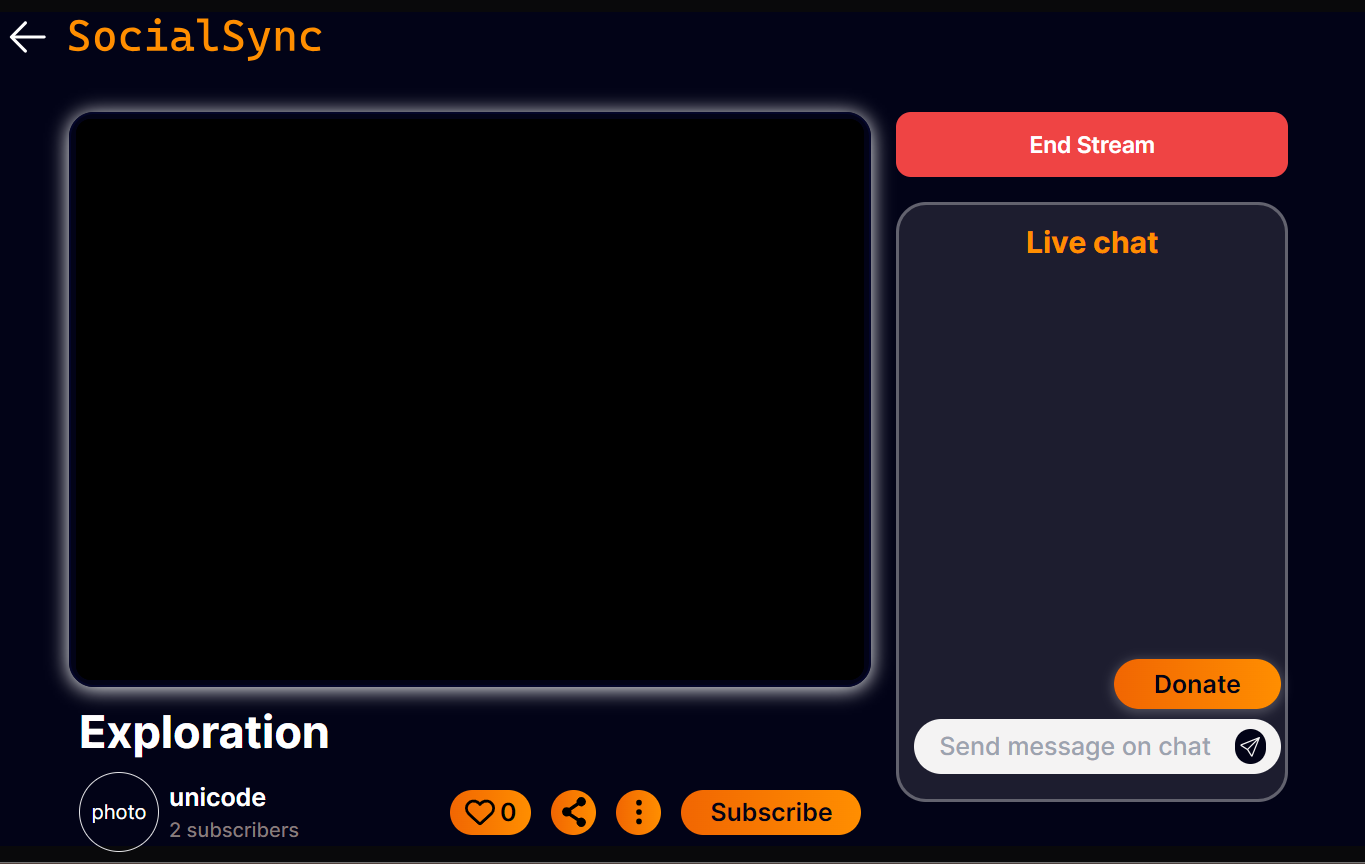 SocialSync
End Stream
Live chat
Donate
Send message on chat
Exploration
photo
unicode
2 subscribers
0
Subscribe